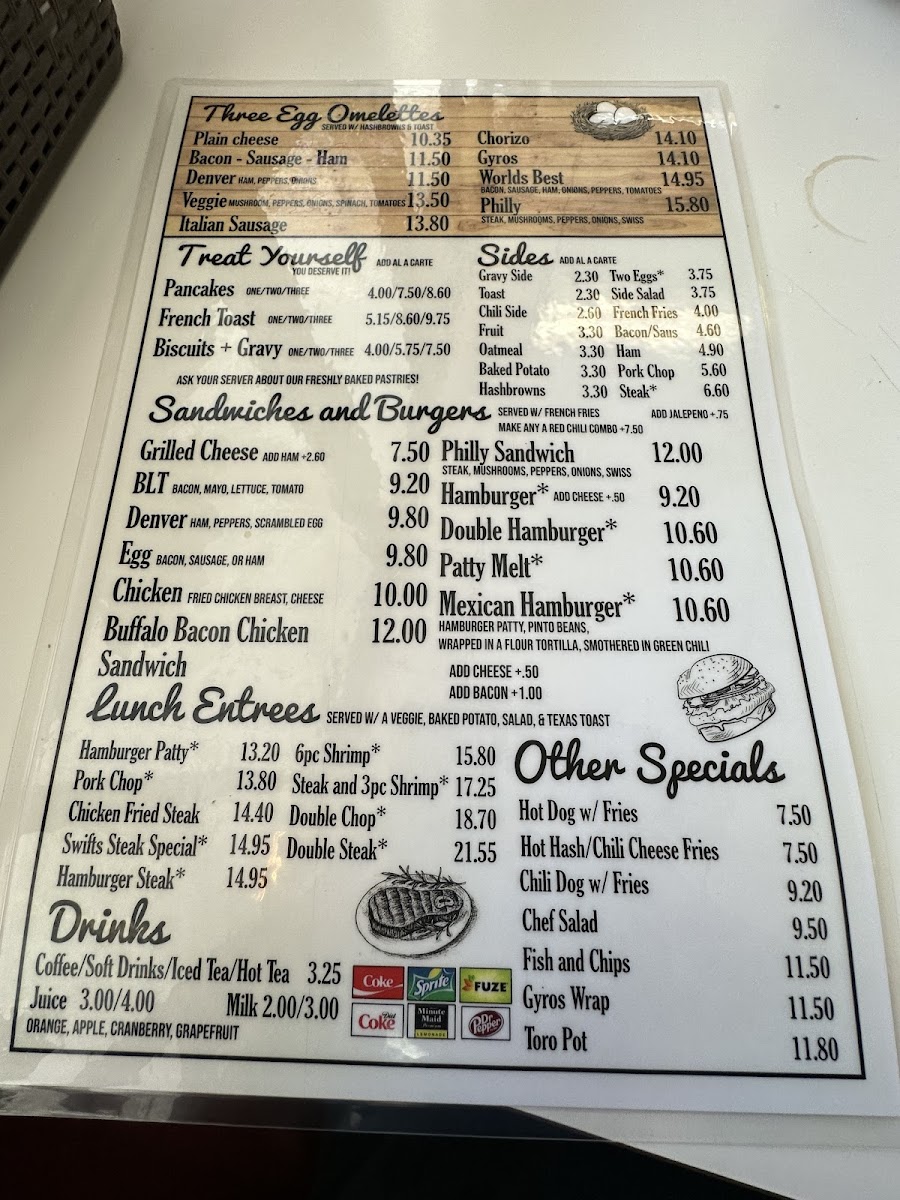 Three Egg Omelettes
SERVED W/ HASHBROWNS & TOAST
Plain cheese 10.35
Bacon - Sausage - Ham 11.50
Denver HAM, PEPPERS, ONIONS 11.50
Veggie MUSHROOM, PEPPERS, ONIONS, SPINACH, TOMATOES 13.50
Italian Sausage 13.80
Chorizo 14.10
Gyros 14.10
Worlds Best 14.95
BACON, SAUSAGE, HAM, ONIONS, PEPPERS, TOMATOES
Philly 15.80
STEAK, MUSHROOMS, PEPPERS, ONIONS, SWISS
Treat Yourself ADD AL A CARTE
YOU DESERVE IT!
Pancakes ONE/TWO/THREE 4.00/7.50/8.60
French Toast ONE/TWO/THREE 5.15/8.60/9.75
Biscuits + Gravy ONE/TWO/THREE 4.00/5.75/7.50
ASK YOUR SERVER ABOUT OUR FRESHLY BAKED PASTRIES!
Sides ADD AL A CARTE
Gravy Side 2.30 Two Eggs* 3.75
Toast 2.30 Side Salad 3.75
Chili Side 2.60 French Fries 4.00
Fruit 3.30 Bacon/Saus 4.60
Oatmeal 3.30 Ham 4.90
Baked Potato 3.30 Pork Chop 5.60
Hashbrowns 3.30 Steak* 6.60
Sandwiches and Burgers SERVED W/ FRENCH FRIES ADD JALEPENO +.75
MAKE ANY A RED CHILI COMBO +7.50
Grilled Cheese ADD HAM +2.60 7.50
BLT BACON, MAYO, LETTUCE, TOMATO 9.20
Denver HAM, PEPPERS, SCRAMBLED EGG 9.80
Egg BACON, SAUSAGE, OR HAM 9.80
Chicken FRIED CHICKEN BREAST, CHEESE 10.00
Buffalo Bacon Chicken 12.00
Sandwich
Philly Sandwich 12.00
STEAK, MUSHROOMS, PEPPERS, ONIONS, SWISS
Hamburger* ADD CHEESE +.50 9.20
Double Hamburger* 10.60
Patty Melt* 10.60
Mexican Hamburger* 10.60
HAMBURGER PATTY, PINTO BEANS,
WRAPPED IN A FLOUR TORTILLA, SMOTHERED IN GREEN CHILI
ADD CHEESE +.50
ADD BACON +1.00
Lunch Entrees SERVED W/ A VEGGIE, BAKED POTATO, SALAD, & TEXAS TOAST
Hamburger Patty* 13.20
Pork Chop* 13.80
Chicken Fried Steak 14.40
Swifts Steak Special* 14.95
Hamburger Steak* 14.95
6pc Shrimp* 15.80
Steak and 3pc Shrimp* 17.25
Double Chop* 18.70
Double Steak* 21.55
Other Specials
Hot Dog w/ Fries 7.50
Hot Hash/Chili Cheese Fries 7.50
Chili Dog w/ Fries 9.20
Chef Salad 9.50
Fish and Chips 11.50
Gyros Wrap 11.50
Toro Pot 11.80
Drinks
Coffee/Soft Drinks/Iced Tea/Hot Tea 3.25
Juice 3.00/4.00 Milk 2.00/3.00
ORANGE, APPLE, CRANBERRY, GRAPEFRUIT
Coke Sprite FUZE
Diet Coke Minute Maid Premium LEMONADE Dr Pepper